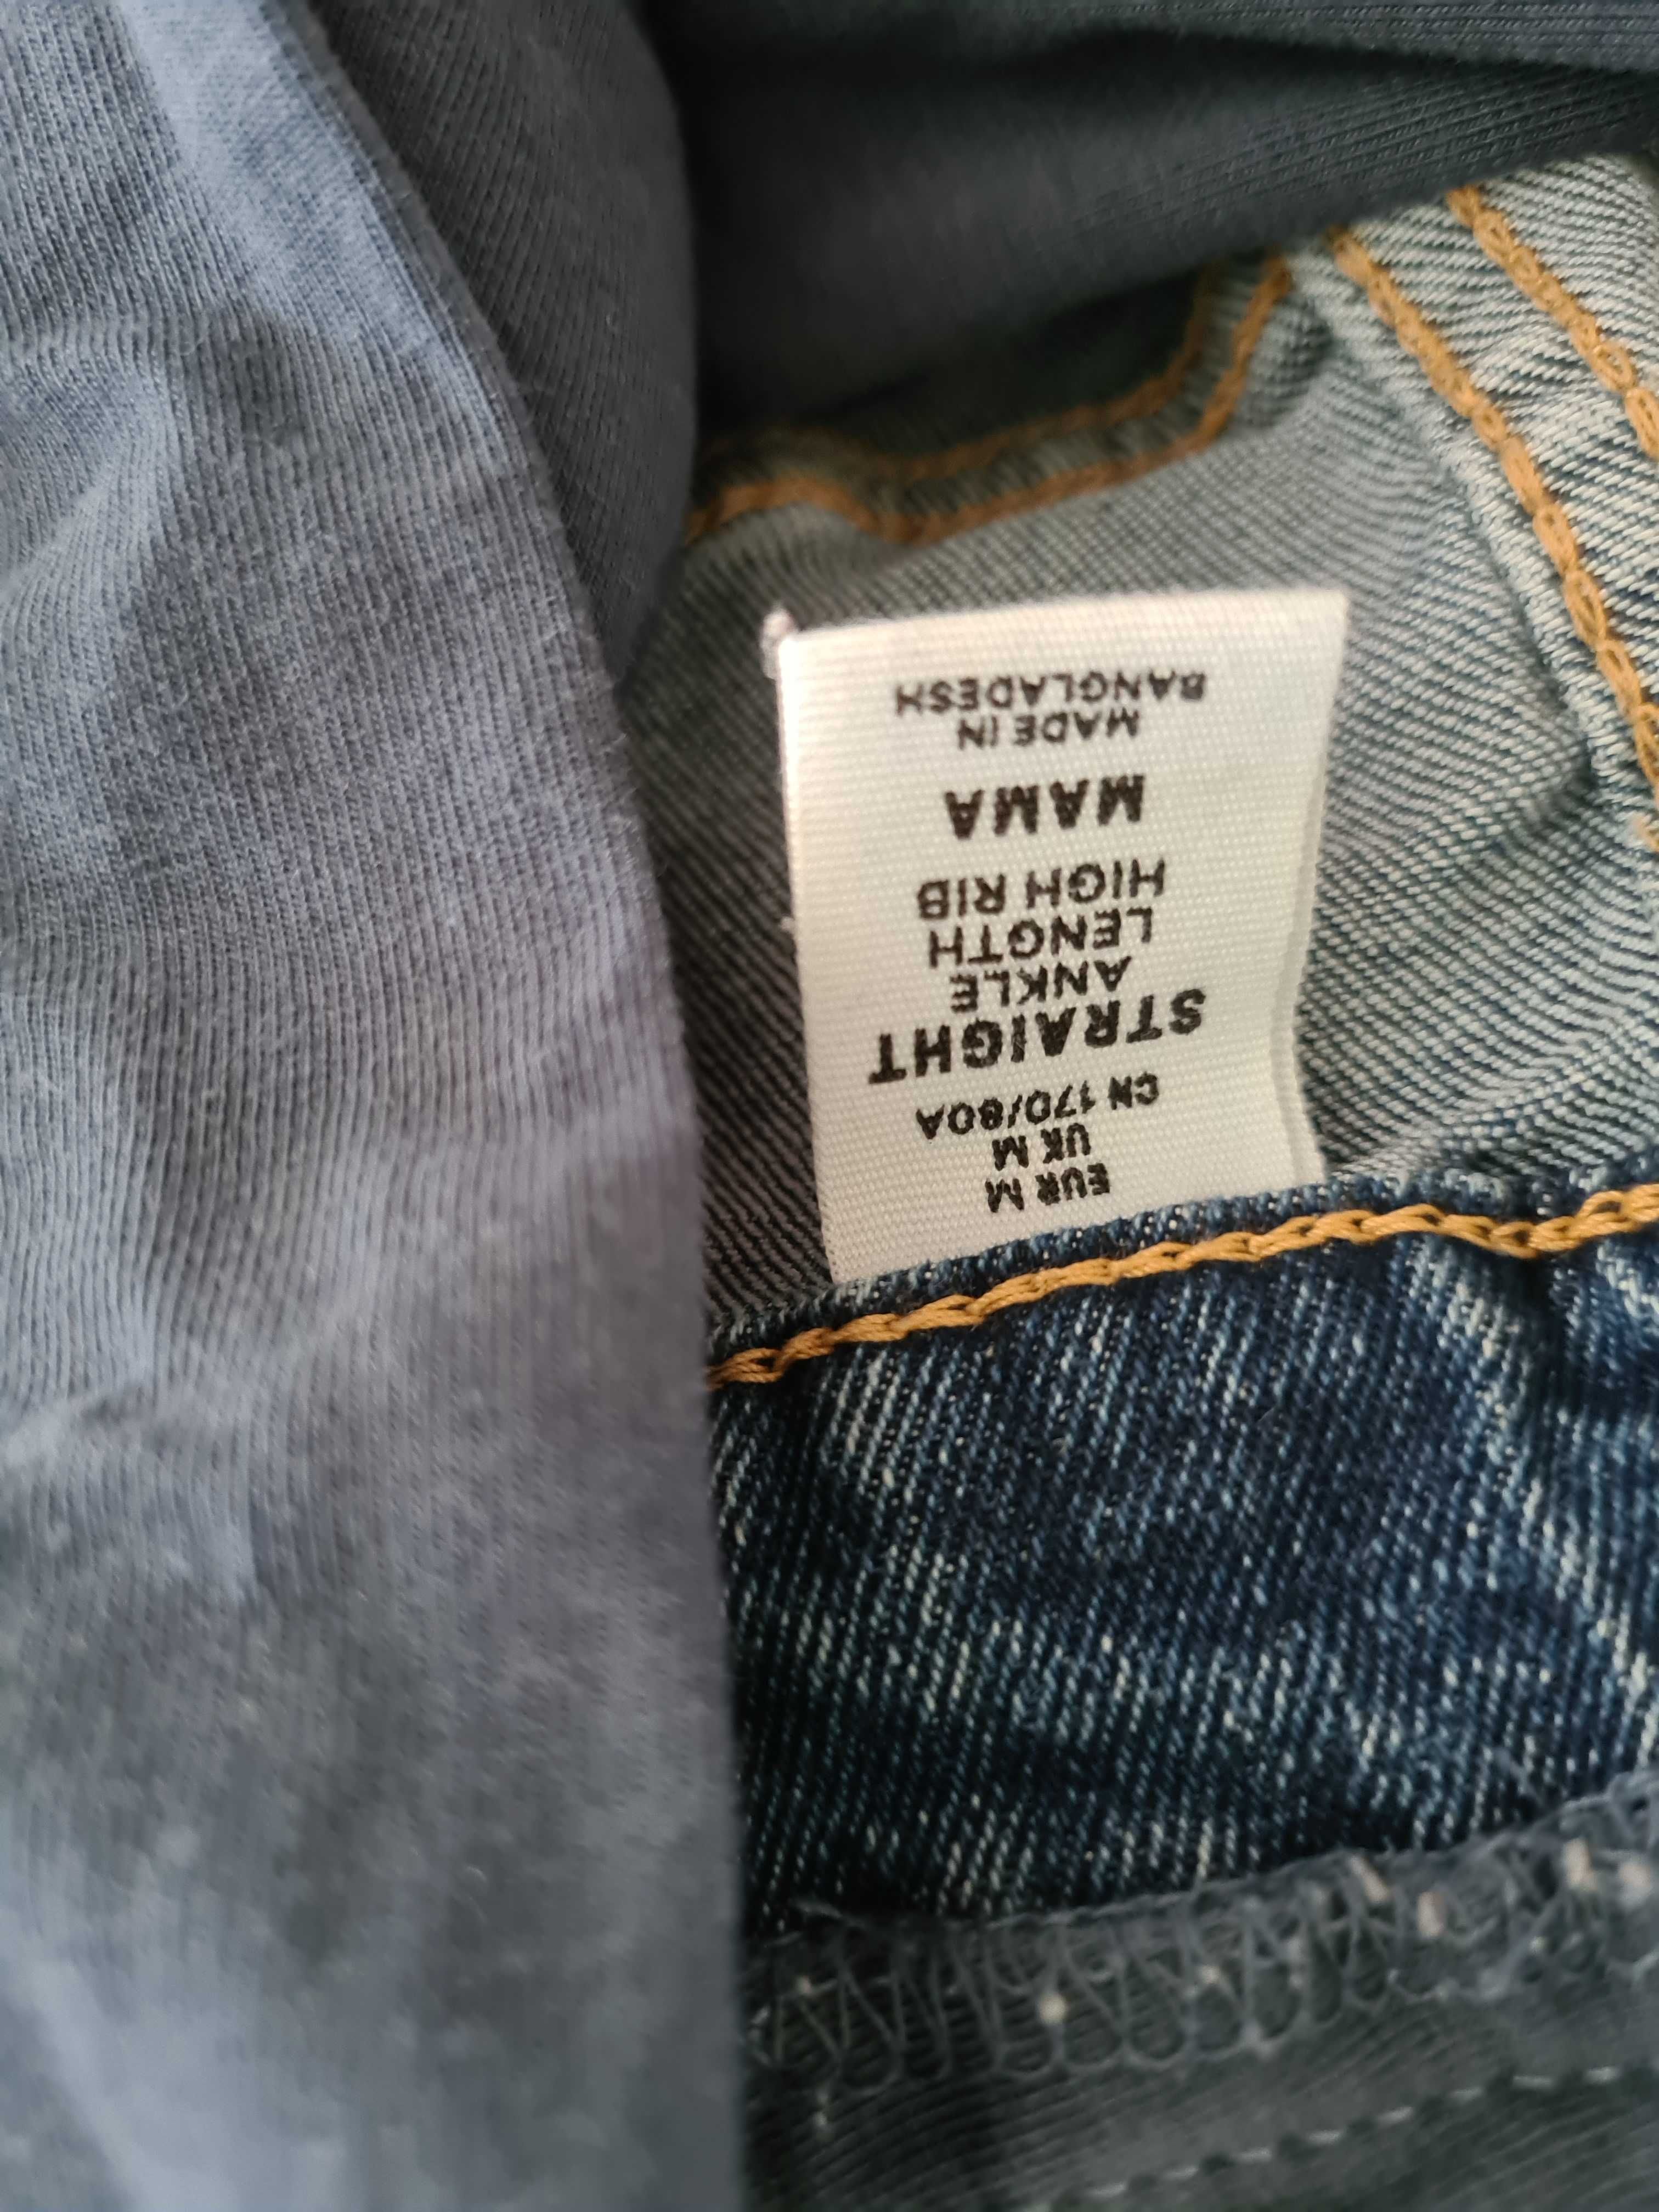 EUR M
UK M
CN 170/80A
STRAIGHT
ANKLE
LENGTH
HIGH RIB
MAMA
MADE IN
BANGLADESH